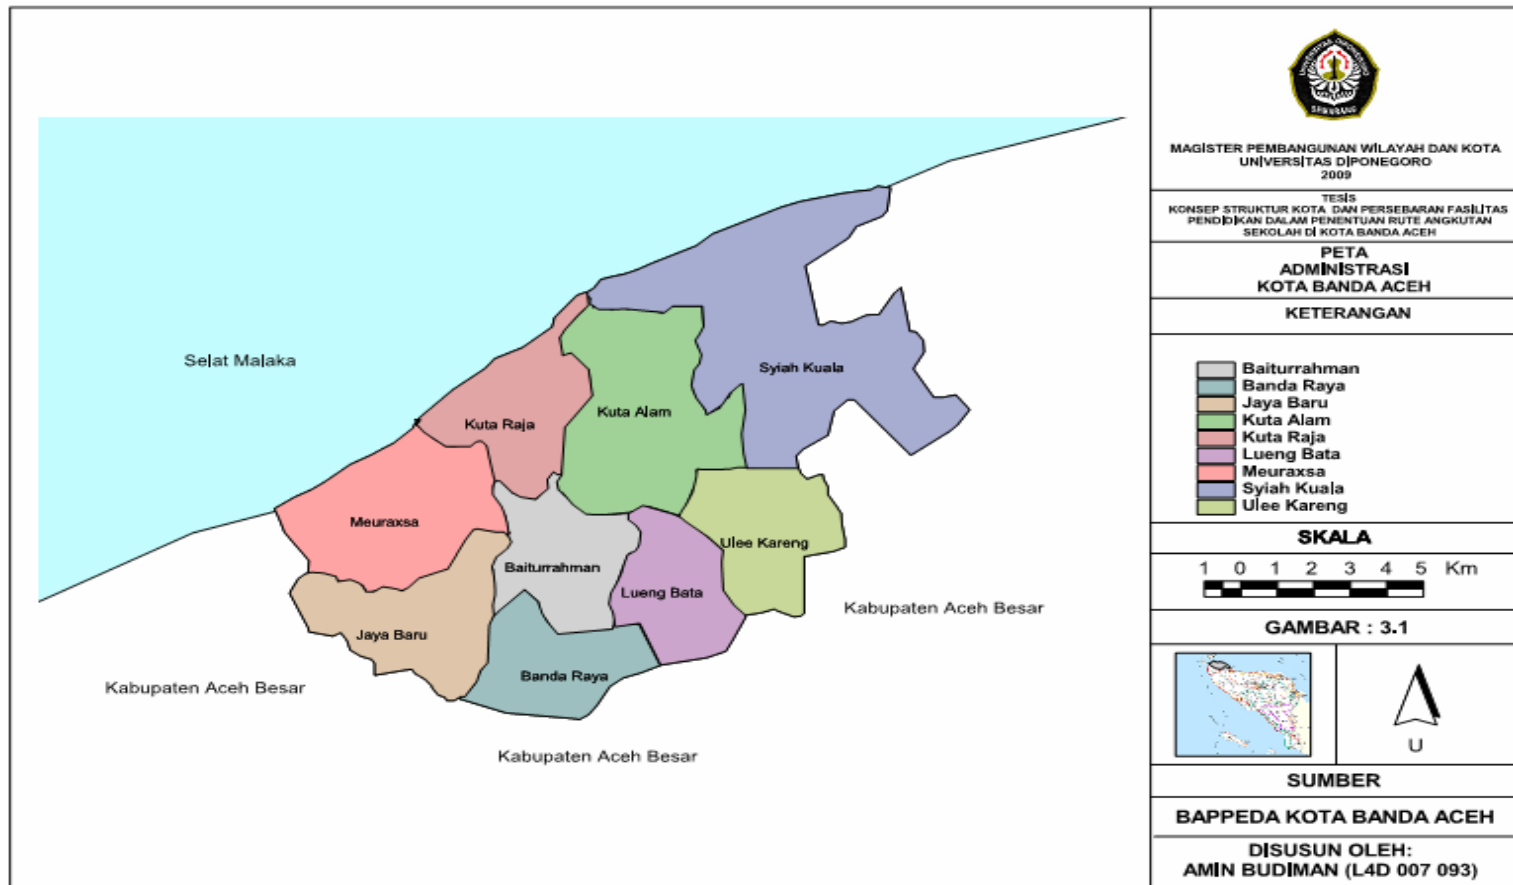 Selat Malaka
Syiah Kuala
Kuta Alam
Kuta Raja
Meuraxsa
Ulee Kareng
Baiturrahman
Lueng Bata
Jaya Baru
Banda Raya
Kabupaten Aceh Besar
Kabupaten Aceh Besar
Kabupaten Aceh Besar
UNIVERSITAS DIPONEGORO
SEMARANG
MAGISTER PEMBANGUNAN WILAYAH DAN KOTA
UNIVERSITAS DIPONEGORO
2009
TESIS
KONSEP STRUKTUR KOTA DAN PERSEBARAN FASILITAS
PENDIDIKAN DALAM PENENTUAN RUTE ANGKUTAN
SEKOLAH DI KOTA BANDA ACEH
PETA
ADMINISTRASI
KOTA BANDA ACEH
KETERANGAN
Baiturrahman
Banda Raya
Jaya Baru
Kuta Alam
Kuta Raja
Lueng Bata
Meuraxsa
Syiah Kuala
Ulee Kareng
SKALA
1 0 1 2 3 4 5 Km
GAMBAR : 3.1
U
SUMBER
BAPPEDA KOTA BANDA ACEH
DISUSUN OLEH:
AMIN BUDIMAN (L4D 007 093)